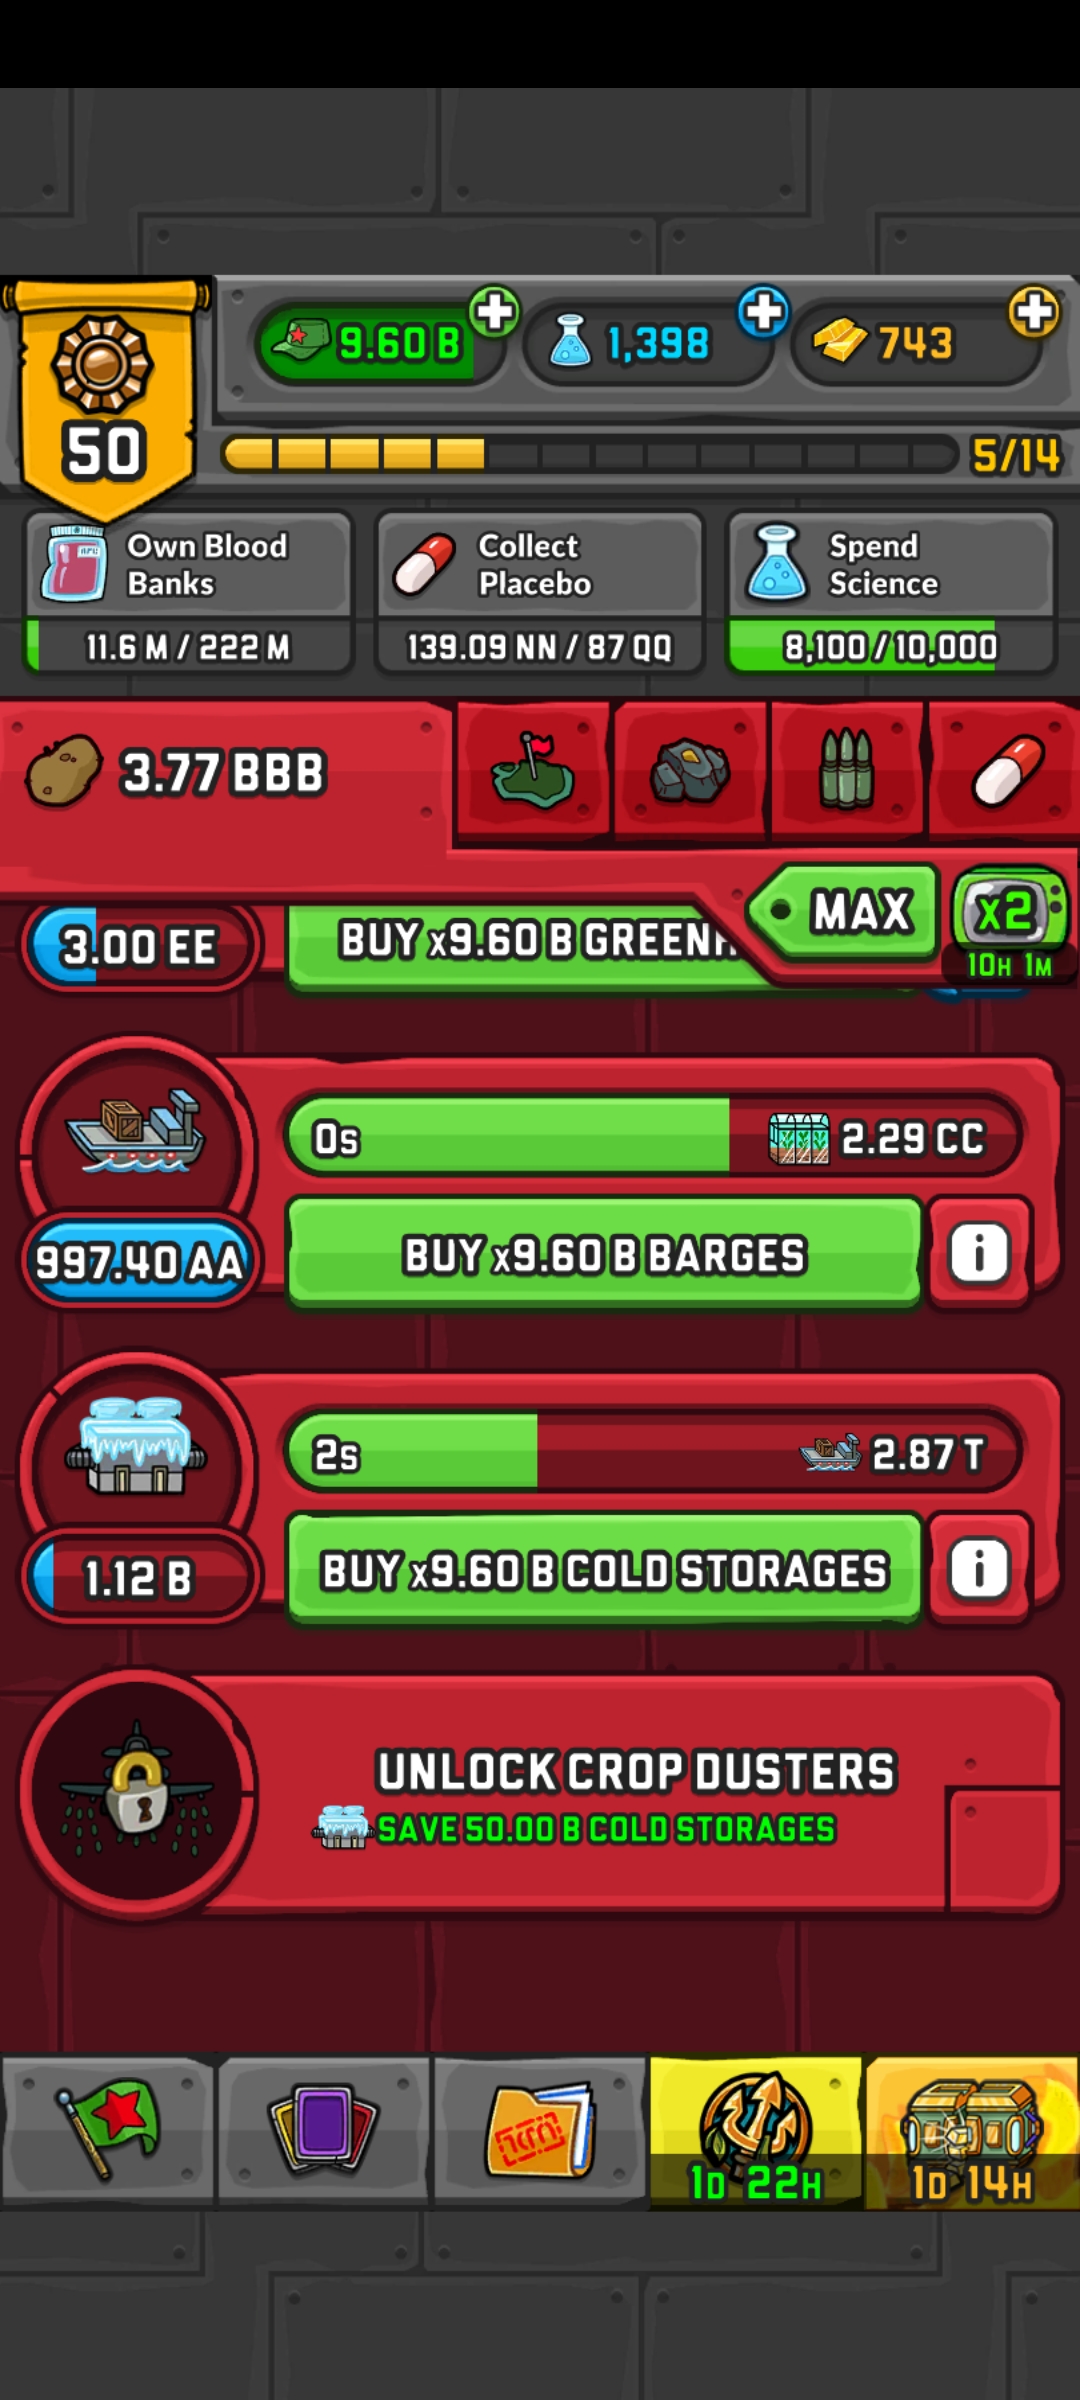 9.60 B
1,398
743
50
5/14
Own Blood
Banks
11.6 M / 222 M
Collect
Placebo
139.09 NN / 87 QQ
Spend
Science
8,100 / 10,000
3.77 BBB
MAX
x2
10H 1M
3.00 EE
BUY x9.60 B GREENH
0s
2.29 CC
997.40 AA
BUY x9.60 B BARGES
i
2s
2.87 T
1.12 B
BUY x9.60 B COLD STORAGES
i
UNLOCK CROP DUSTERS
SAVE 50.00 B COLD STORAGES
1D 22H
1D 14H